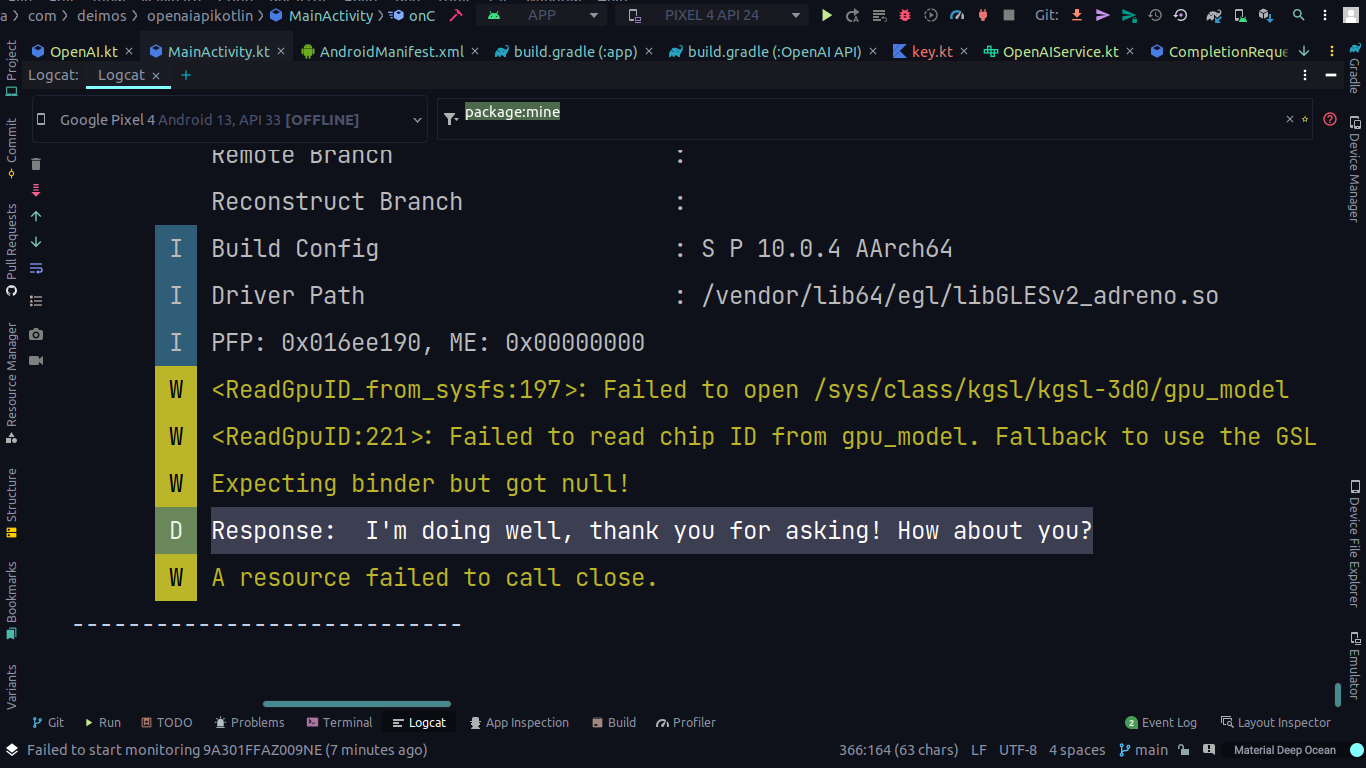 a > com > deimos > openaiapikotlin > MainActivity > onC APP PIXEL 4 API 24 Git:
OpenAI.kt × MainActivity.kt × AndroidManifest.xml × build.gradle (:app) × build.gradle (:OpenAI API) × key.kt × OpenAIService.kt × CompletionReque
Logcat: Logcat × +
Google Pixel 4 Android 13, API 33 [OFFLINE] package:mine
Remote Branch :
Reconstruct Branch :
I Build Config : S P 10.0.4 AArch64
I Driver Path : /vendor/lib64/egl/libGLESv2_adreno.so
I PFP: 0x016ee190, ME: 0x00000000
W <ReadGpuID_from_sysfs:197>: Failed to open /sys/class/kgsl/kgsl-3d0/gpu_model
W <ReadGpuID:221>: Failed to read chip ID from gpu_model. Fallback to use the GSL
W Expecting binder but got null!
D Response:  I'm doing well, thank you for asking! How about you?
W A resource failed to call close.
----------------------------
Project
Commit
Pull Requests
Resource Manager
Structure
Bookmarks
Variants
Gradle
Device Manager
Device File Explorer
Emulator
Git Run TODO Problems Terminal Logcat App Inspection Build Profiler 2 Event Log Layout Inspector
Failed to start monitoring 9A301FFAZ009NE (7 minutes ago) 366:164 (63 chars) LF UTF-8 4 spaces main Material Deep Ocean